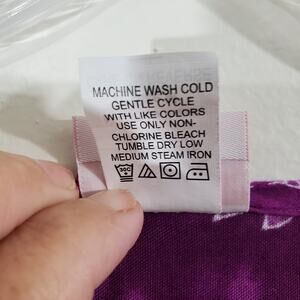 MACHINE WASH COLD
GENTLE CYCLE
WITH LIKE COLORS
USE ONLY NON-
CHLORINE BLEACH
TUMBLE DRY LOW
MEDIUM STEAM IRON